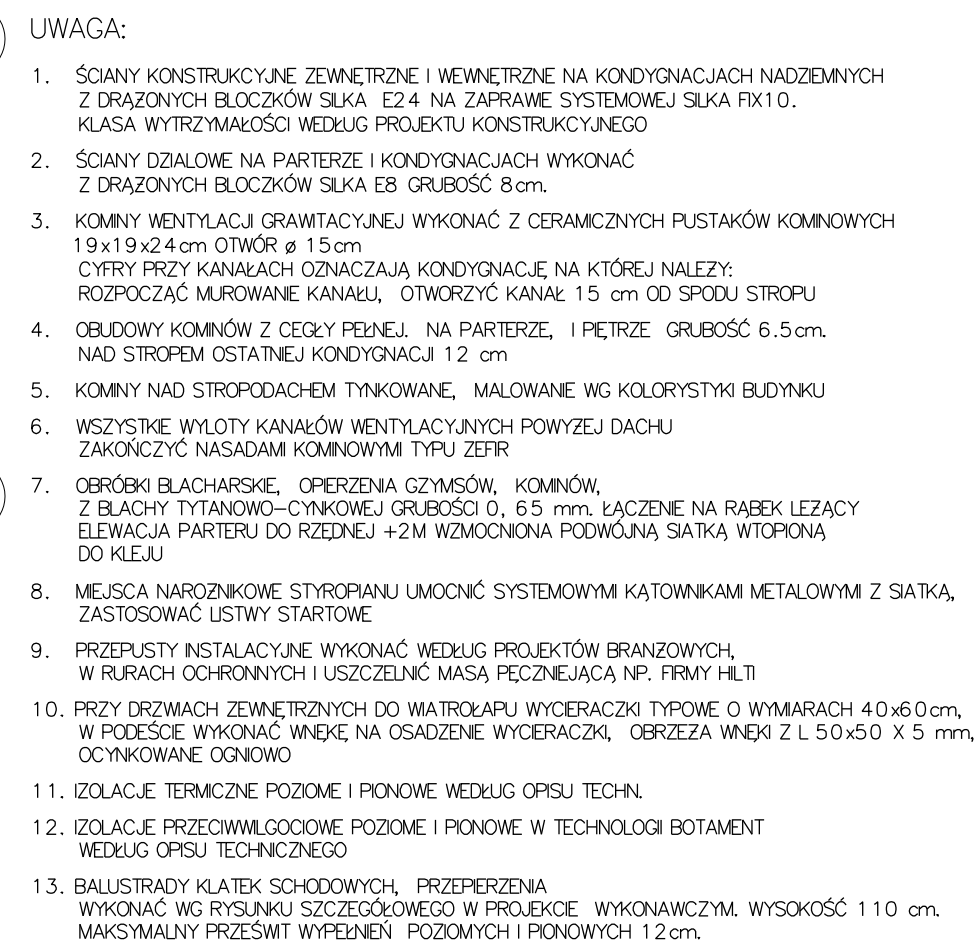 UWAGA:
1. ŚCIANY KONSTRUKCYJNE ZEWNĘTRZNE I WEWNĘTRZNE NA KONDYGNACJACH NADZIEMNYCH
Z DRĄŻONYCH BLOCZKÓW SILKA E24 NA ZAPRAWIE SYSTEMOWEJ SILKA FIX10.
KLASA WYTRZYMAŁOŚCI WEDŁUG PROJEKTU KONSTRUKCYJNEGO
2. ŚCIANY DZIALOWE NA PARTERZE I KONDYGNACJACH WYKONAĆ
Z DRĄŻONYCH BLOCZKÓW SILKA E8 GRUBOŚĆ 8cm.
3. KOMINY WENTYLACJI GRAWITACYJNEJ WYKONAĆ Z CERAMICZNYCH PUSTAKÓW KOMINOWYCH
19x19x24cm OTWÓR ø 15cm
CYFRY PRZY KANAŁACH OZNACZAJĄ KONDYGNACJĘ NA KTÓREJ NALEŻY:
ROZPOCZĄĆ MUROWANIE KANAŁU, OTWORZYĆ KANAŁ 15 cm OD SPODU STROPU
4. OBUDOWY KOMINÓW Z CEGŁY PEŁNEJ. NA PARTERZE, I PIĘTRZE GRUBOŚĆ 6.5cm.
NAD STROPEM OSTATNIEJ KONDYGNACJI 12 cm
5. KOMINY NAD STROPODACHEM TYNKOWANE, MALOWANIE WG KOLORYSTYKI BUDYNKU
6. WSZYSTKIE WYLOTY KANAŁÓW WENTYLACYJNYCH POWYŻEJ DACHU
ZAKOŃCZYĆ NASADAMI KOMINOWYMI TYPU ZEFIR
7. OBRÓBKI BLACHARSKIE, OPIERZENIA GZYMSÓW, KOMINÓW,
Z BLACHY TYTANOWO-CYNKOWEJ GRUBOŚCI 0, 65 mm. ŁĄCZENIE NA RĄBEK LEŻĄCY
ELEWACJA PARTERU DO RZĘDNEJ +2M WZMOCNIONA PODWÓJNĄ SIATKĄ WTOPIONĄ
DO KLEJU
8. MIEJSCA NAROŻNIKOWE STYROPIANU UMOCNIĆ SYSTEMOWYMI KĄTOWNIKAMI METALOWYMI Z SIATKĄ,
ZASTOSOWAĆ LISTWY STARTOWE
9. PRZEPUSTY INSTALACYJNE WYKONAĆ WEDŁUG PROJEKTÓW BRANŻOWYCH,
W RURACH OCHRONNYCH I USZCZELNIĆ MASĄ PĘCZNIEJĄCĄ NP. FIRMY HILTI
10. PRZY DRZWIACH ZEWNĘTRZNYCH DO WIATROŁAPU WYCIERACZKI TYPOWE O WYMIARACH 40x60cm,
W PODEŚCIE WYKONAĆ WNĘKĘ NA OSADZENIE WYCIERACZKI, OBRZEŻA WNĘKI Z L 50x50 X 5 mm,
OCYNKOWANE OGNIOWO
11. IZOLACJE TERMICZNE POZIOME I PIONOWE WEDŁUG OPISU TECHN.
12. IZOLACJE PRZECIWWILGOCIOWE POZIOME I PIONOWE W TECHNOLOGII BOTAMENT
WEDŁUG OPISU TECHNICZNEGO
13. BALUSTRADY KLATEK SCHODOWYCH, PRZEPIERZENIA
WYKONAĆ WG RYSUNKU SZCZEGÓŁOWEGO W PROJEKCIE WYKONAWCZYM. WYSOKOŚĆ 110 cm.
MAKSYMALNY PRZEŚWIT WYPEŁNIEŃ POZIOMYCH I PIONOWYCH 12cm.